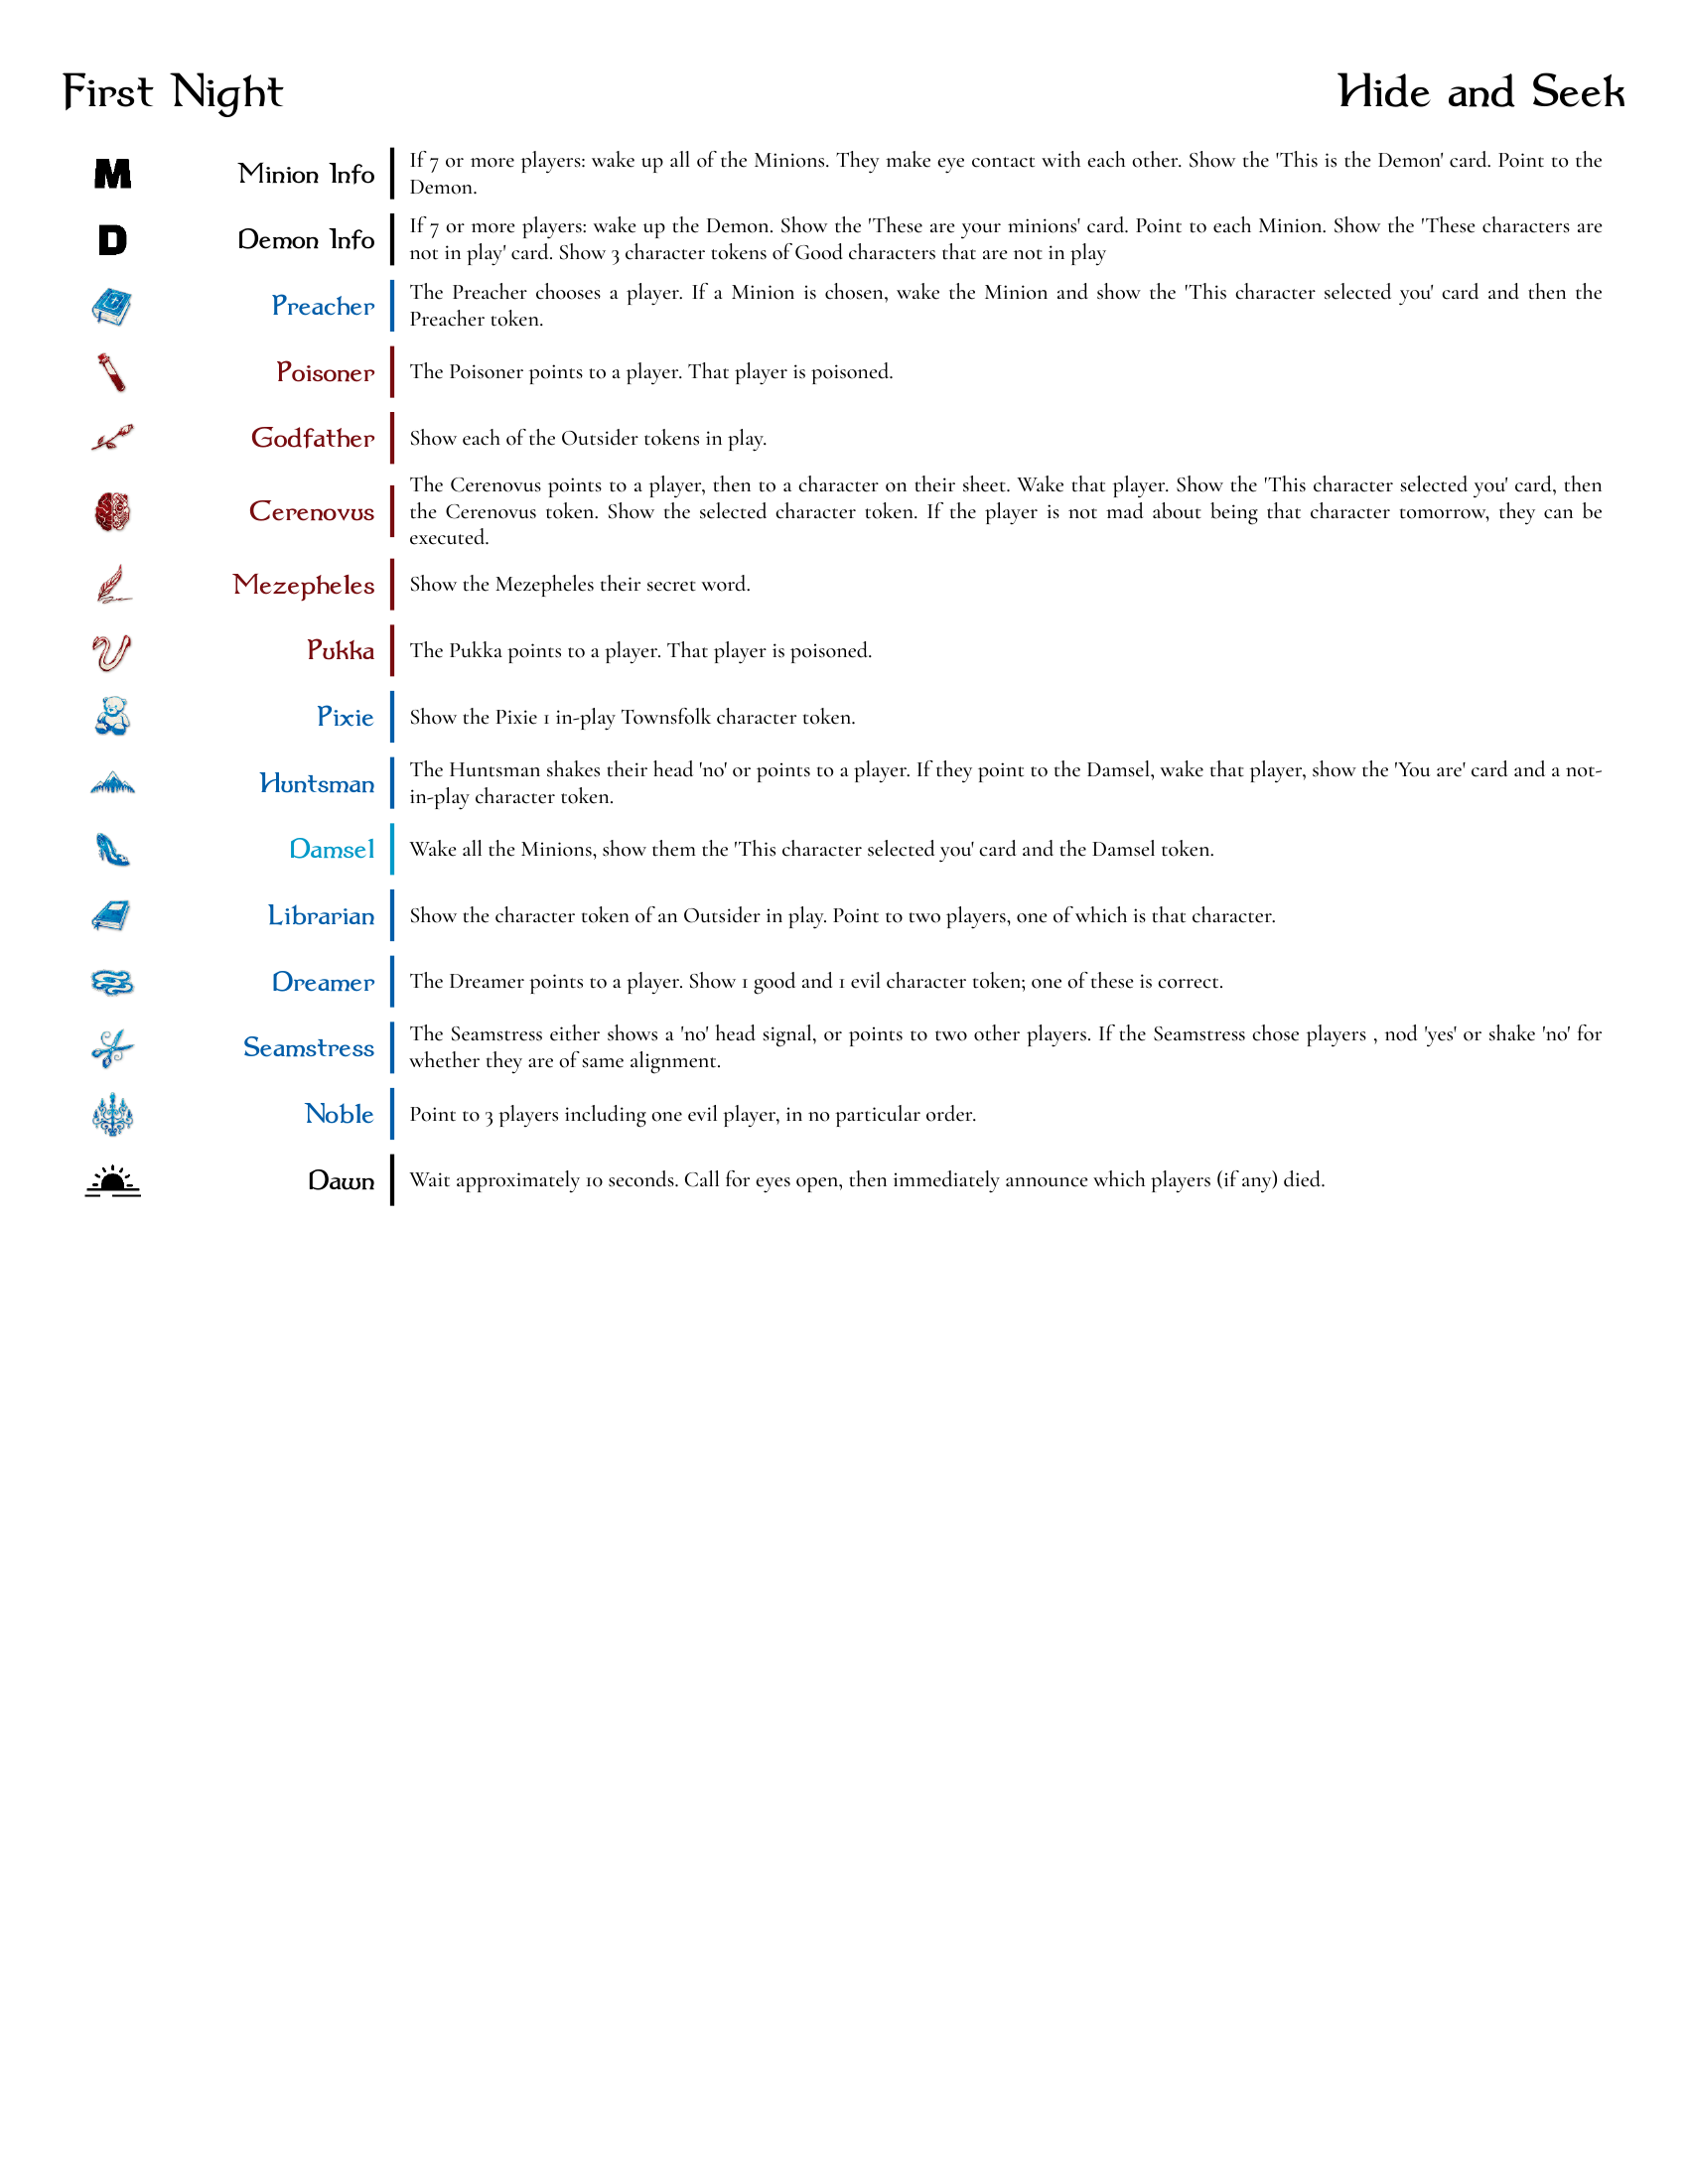 First Night
Hide and Seek
M
Minion Info
If 7 or more players: wake up all of the Minions. They make eye contact with each other. Show the 'This is the Demon' card. Point to the
Demon.
D
Demon Info
If 7 or more players: wake up the Demon. Show the 'These are your minions' card. Point to each Minion. Show the 'These characters are
not in play' card. Show 3 character tokens of Good characters that are not in play
Preacher
The Preacher chooses a player. If a Minion is chosen, wake the Minion and show the 'This character selected you' card and then the
Preacher token.
Poisoner
The Poisoner points to a player. That player is poisoned.
Godfather
Show each of the Outsider tokens in play.
Cerenovus
The Cerenovus points to a player, then to a character on their sheet. Wake that player. Show the 'This character selected you' card, then
the Cerenovus token. Show the selected character token. If the player is not mad about being that character tomorrow, they can be
executed.
Mezepheles
Show the Mezepheles their secret word.
Pukka
The Pukka points to a player. That player is poisoned.
Pixie
Show the Pixie 1 in-play Townsfolk character token.
Huntsman
The Huntsman shakes their head 'no' or points to a player. If they point to the Damsel, wake that player, show the 'You are' card and a not-
in-play character token.
Damsel
Wake all the Minions, show them the 'This character selected you' card and the Damsel token.
Librarian
Show the character token of an Outsider in play. Point to two players, one of which is that character.
Dreamer
The Dreamer points to a player. Show 1 good and 1 evil character token; one of these is correct.
Seamstress
The Seamstress either shows a 'no' head signal, or points to two other players. If the Seamstress chose players , nod 'yes' or shake 'no' for
whether they are of same alignment.
Noble
Point to 3 players including one evil player, in no particular order.
Dawn
Wait approximately 10 seconds. Call for eyes open, then immediately announce which players (if any) died.